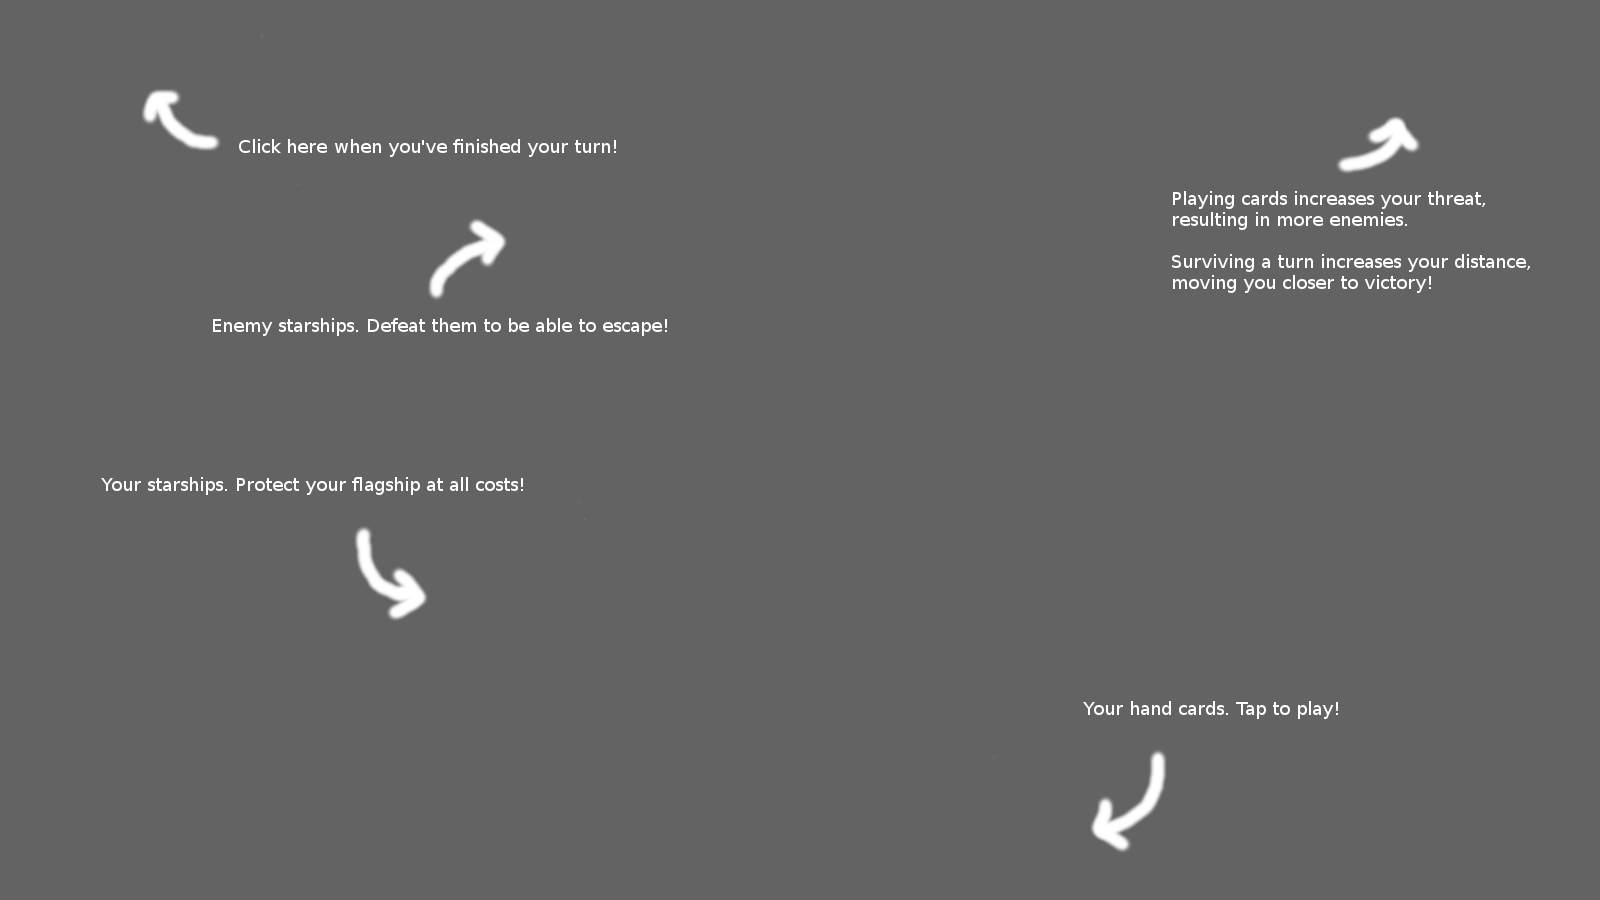 Click here when you've finished your turn!
Playing cards increases your threat,
resulting in more enemies.
Surviving a turn increases your distance,
moving you closer to victory!
Enemy starships. Defeat them to be able to escape!
Your starships. Protect your flagship at all costs!
Your hand cards. Tap to play!